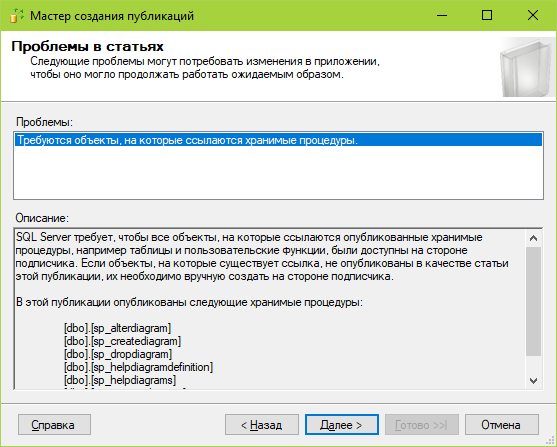 Мастер создания публикаций
Проблемы в статьях
Следующие проблемы могут потребовать изменения в приложении,
чтобы оно могло продолжать работать ожидаемым образом.
Проблемы:
Требуются объекты, на которые ссылаются хранимые процедуры.
Описание:
SQL Server требует, чтобы все объекты, на которые ссылаются опубликованные хранимые
процедуры, например таблицы и пользовательские функции, были доступны на стороне
подписчика. Если объекты, на которые существует ссылка, не опубликованы в качестве статьи
этой публикации, их необходимо вручную создать на стороне подписчика.
В этой публикации опубликованы следующие хранимые процедуры:
[dbo].[sp_alterdiagram]
[dbo].[sp_creatediagram]
[dbo].[sp_dropdiagram]
[dbo].[sp_helpdiagramdefinition]
[dbo].[sp_helpdiagrams]
Справка
< Назад
Далее >
Готово >>|
Отмена